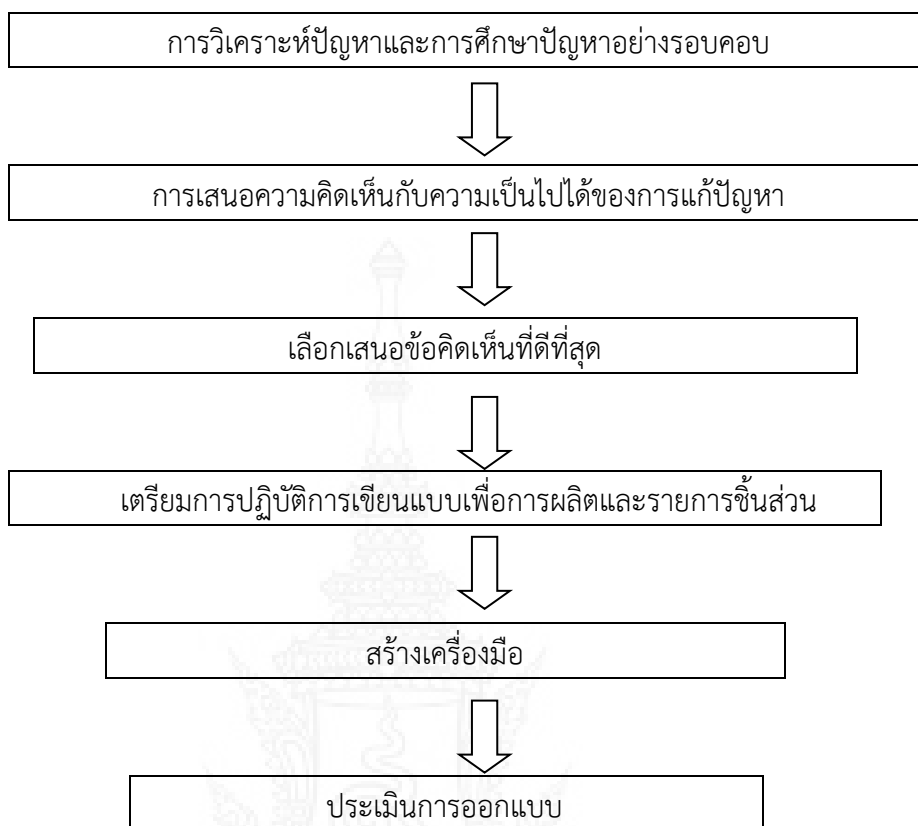 การวิเคราะห์ปัญหาและการศึกษาปัญหาอย่างรอบคอบ
การเสนอความคิดเห็นกับความเป็นไปได้ของการแก้ปัญหา
เลือกเสนอข้อคิดเห็นที่ดีที่สุด
เตรียมการปฏิบัติการเขียนแบบเพื่อการผลิตและรายการชิ้นส่วน
สร้างเครื่องมือ
ประเมินการออกแบบ